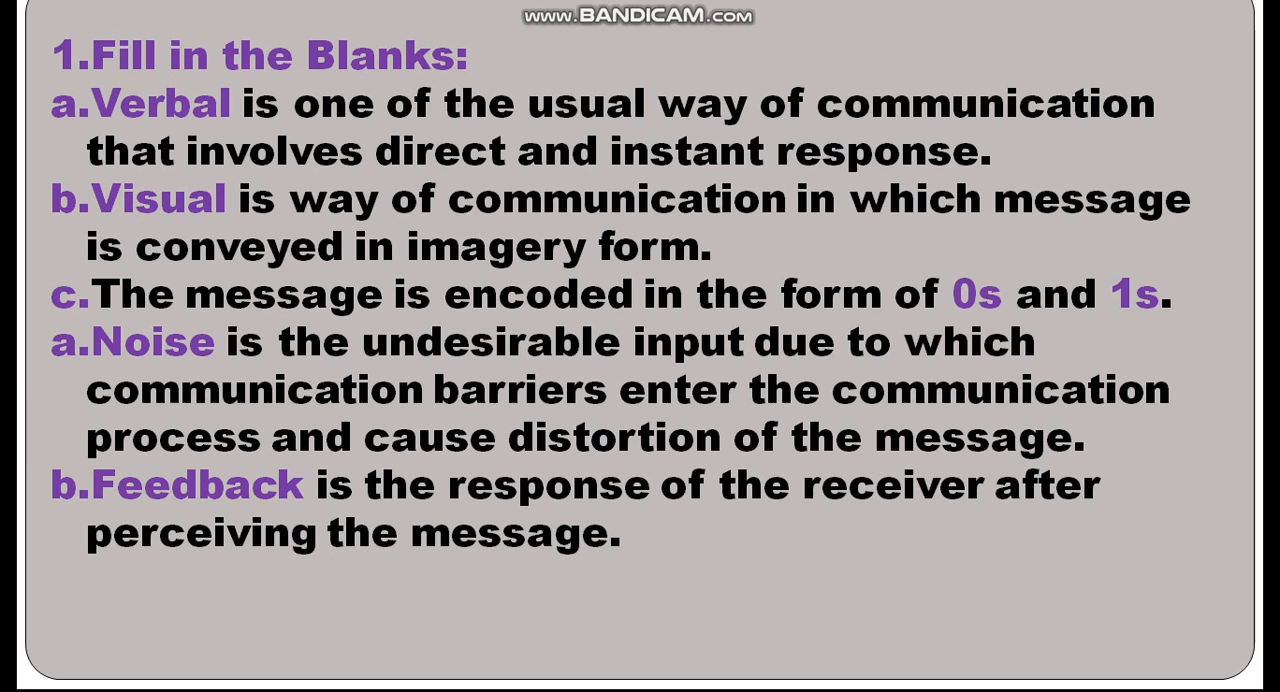 www.BANDICAM.com
1.Fill in the Blanks:
a.Verbal is one of the usual way of communication
that involves direct and instant response.
b.Visual is way of communication in which message
is conveyed in imagery form.
c.The message is encoded in the form of 0s and 1s.
a.Noise is the undesirable input due to which
communication barriers enter the communication
process and cause distortion of the message.
b.Feedback is the response of the receiver after
perceiving the message.